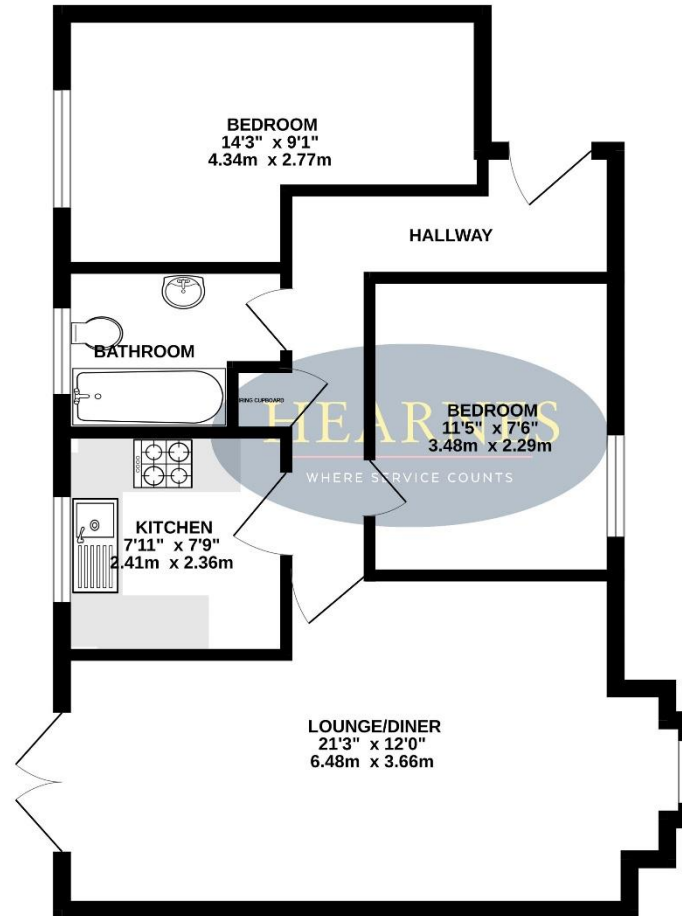 BEDROOM
14'3" x 9'1"
4.34m x 2.77m
HALLWAY
BATHROOM
BEDROOM
11'5" x 7'6"
3.48m x 2.29m
HEARNES
WHERE SERVICE COUNTS
KITCHEN
7'11" x 7'9"
2.41m x 2.36m
LOUNGE/DINER
21'3" x 12'0"
6.48m x 3.66m